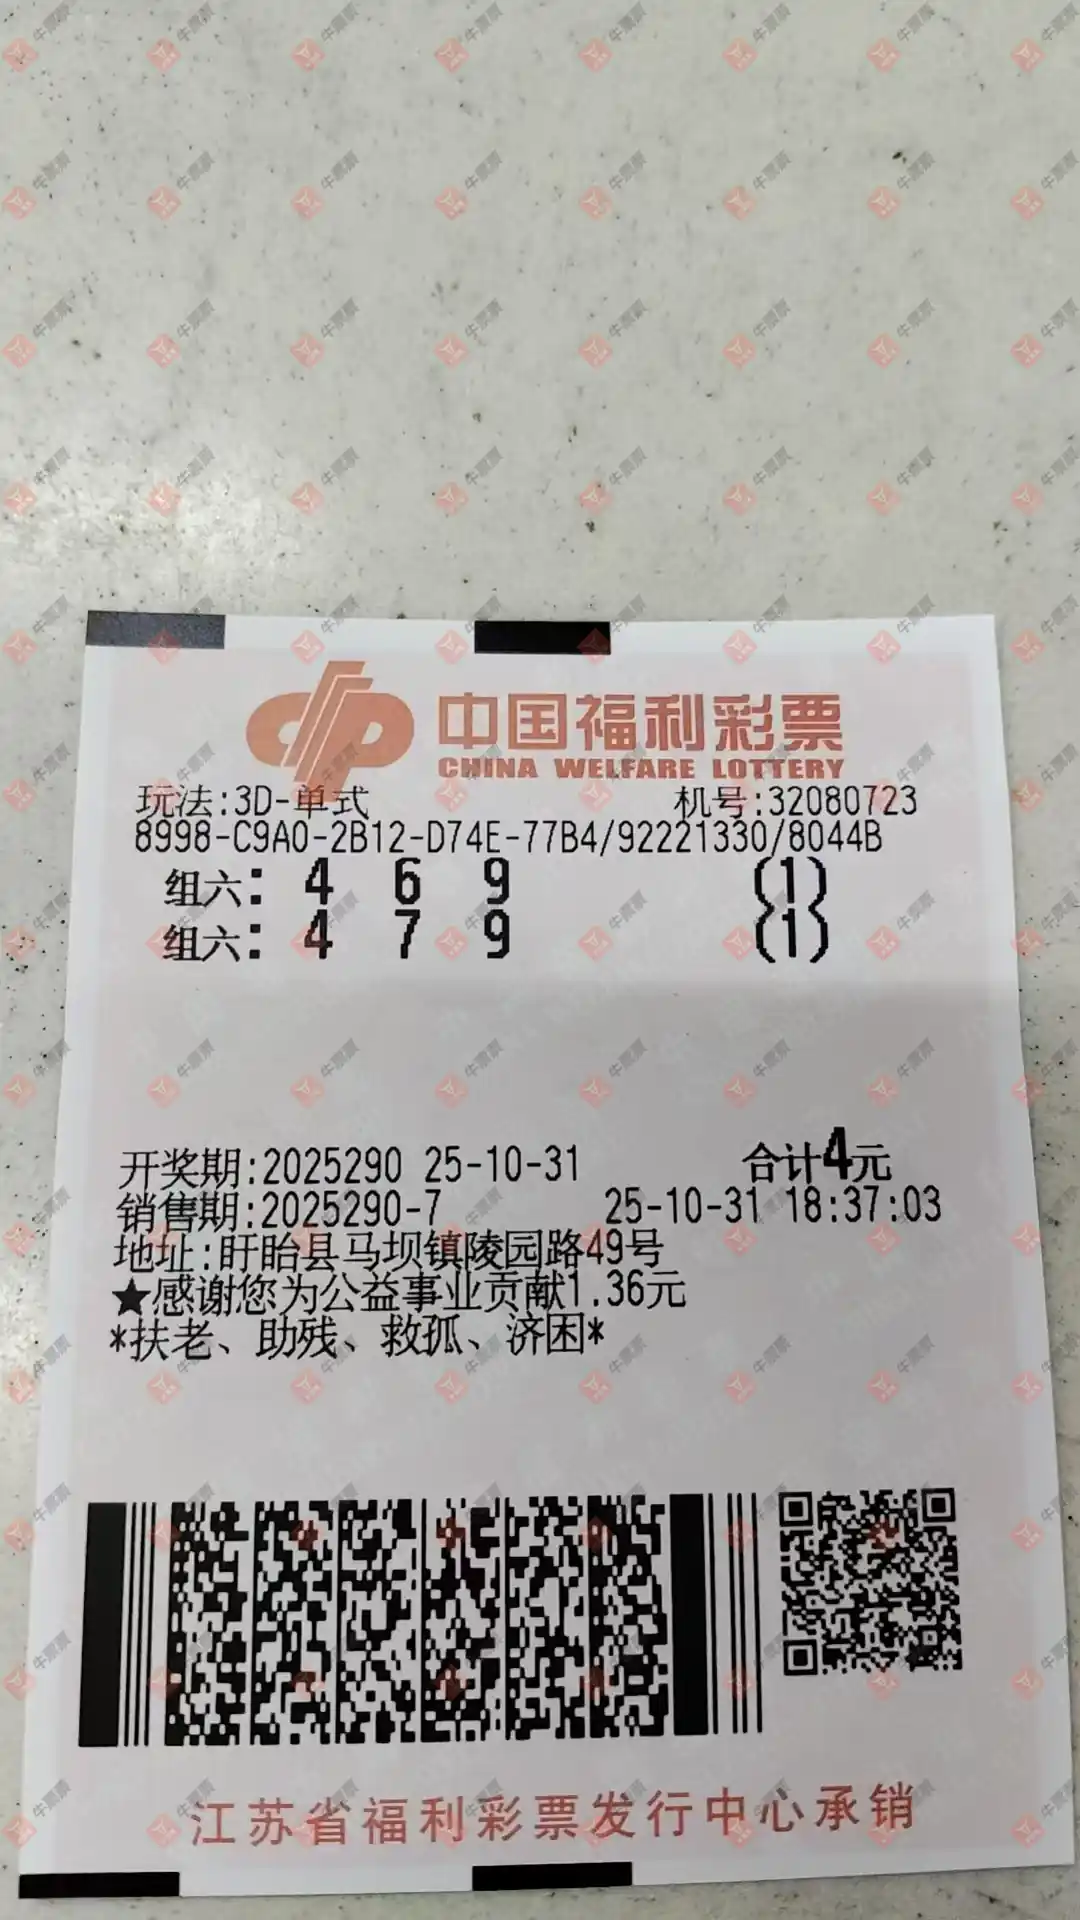 中国福利彩票
CHINA WELFARE LOTTERY
玩法:3D-单式 机号:32080723
8998-C9A0-2B12-D74E-77B4/92221330/8044B
组六: 4 6 9 (1)
组六: 4 7 9 (1)
开奖期:2025290 25-10-31 合计4元
销售期:2025290-7 25-10-31 18:37:03
地址:盱眙县马坝镇陵园路49号
★感谢您为公益事业贡献1.36元
*扶老、助残、救孤、济困*
江苏省福利彩票发行中心承销
牛票票